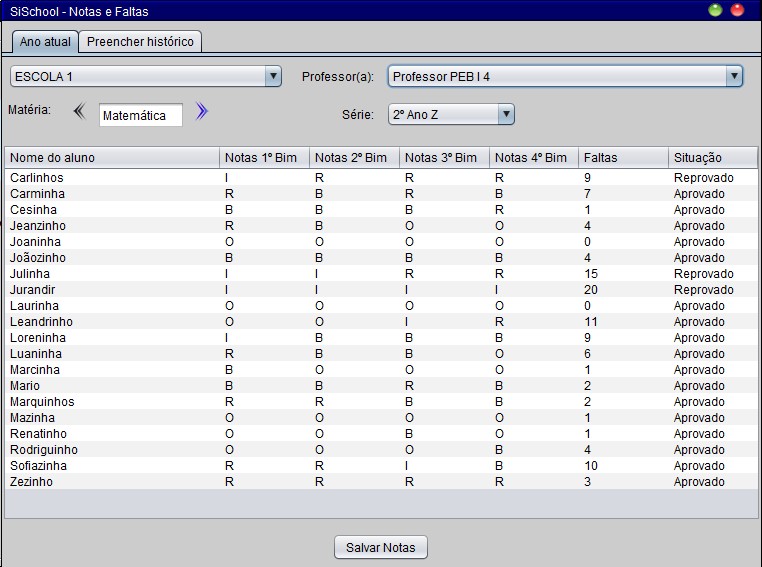 SiSchool - Notas e Faltas
Ano atual Preencher histórico
ESCOLA 1 Professor(a): Professor PEB I 4
Matéria: Matemática Série: 2º Ano Z
Nome do aluno Notas 1º Bim Notas 2º Bim Notas 3º Bim Notas 4º Bim Faltas Situação
Carlinhos I R R R 9 Reprovado
Carminha R B R B 7 Aprovado
Cesinha B B B R 1 Aprovado
Jeanzinho R B O O 4 Aprovado
Joaninha O O O O 0 Aprovado
Joãozinho B B B B 4 Aprovado
Julinha I I R R 15 Reprovado
Jurandir I I I I 20 Reprovado
Laurinha O O O O 0 Aprovado
Leandrinho O O I R 11 Aprovado
Loreninha I B B B 9 Aprovado
Luaninha R B B O 6 Aprovado
Marcinha B O O O 1 Aprovado
Mario B B R B 2 Aprovado
Marquinhos R R B B 2 Aprovado
Mazinha O O O O 1 Aprovado
Renatinho O O B O 1 Aprovado
Rodriguinho O O O B 4 Aprovado
Sofiazinha R R I B 10 Aprovado
Zezinho R R R R 3 Aprovado
Salvar Notas